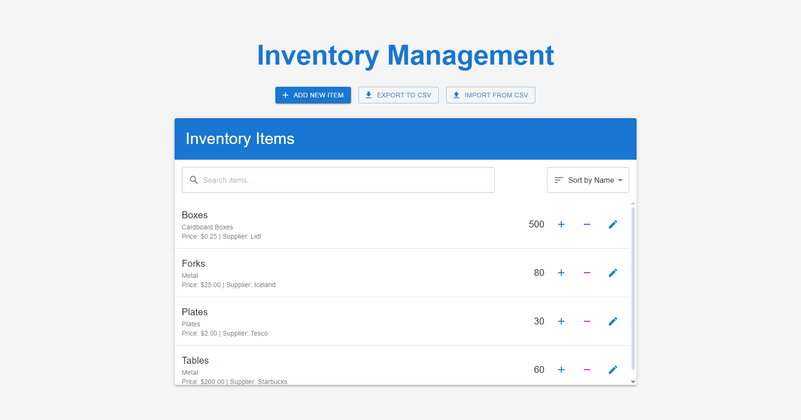 Inventory Management
ADD NEW ITEM
EXPORT TO CSV
IMPORT FROM CSV
Inventory Items
Search items...
Sort by Name
Boxes
Cardboard Boxes
Price: $0.25 | Supplier: Lidl
500
Forks
Metal
Price: $25.00 | Supplier: Iceland
80
Plates
Plates
Price: $2.00 | Supplier: Tesco
30
Tables
Metal
Price: $200.00 | Supplier: Starbucks
60